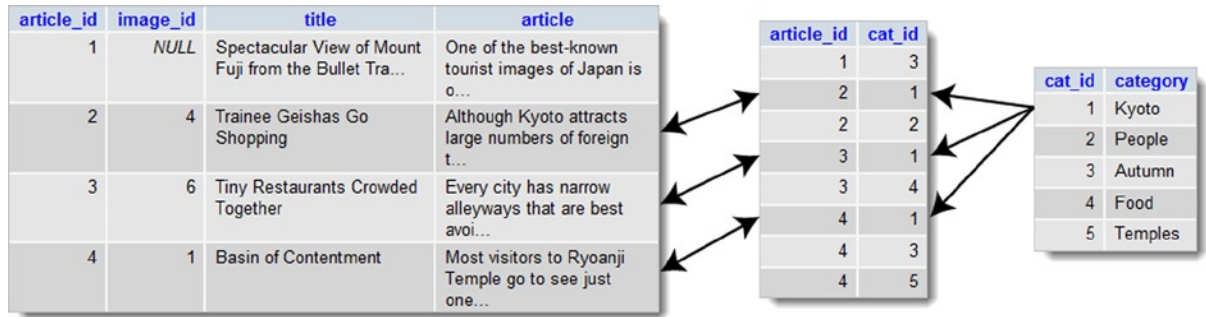 article_id image_id title article
1 NULL Spectacular View of Mount Fuji from the Bullet Tra... One of the best-known tourist images of Japan is o...
2 4 Trainee Geishas Go Shopping Although Kyoto attracts large numbers of foreign t...
3 6 Tiny Restaurants Crowded Together Every city has narrow alleyways that are best avoi...
4 1 Basin of Contentment Most visitors to Ryoanji Temple go to see just one...
article_id cat_id
1 3
2 1
2 2
3 1
3 4
4 1
4 3
4 5
cat_id category
1 Kyoto
2 People
3 Autumn
4 Food
5 Temples